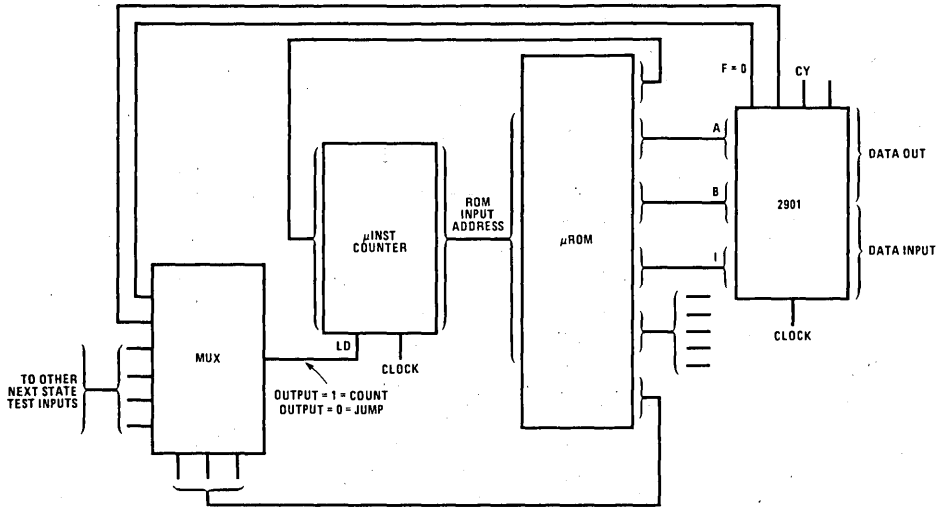 F = 0
CY
A
DATA OUT
μINST
COUNTER
ROM
INPUT
ADDRESS
μROM
B
2901
I
DATA INPUT
MUX
LD
CLOCK
CLOCK
TO OTHER
NEXT STATE
TEST INPUTS
OUTPUT = 1 = COUNT
OUTPUT = 0 = JUMP